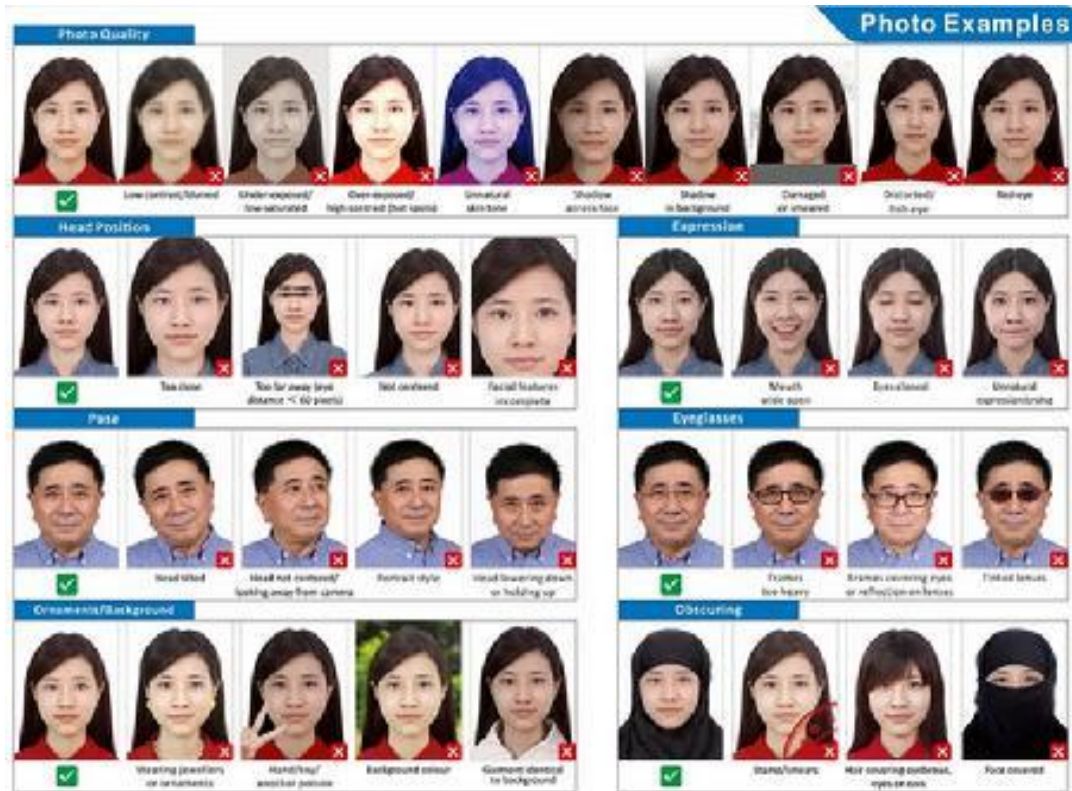 Photo Examples
Photo Quality
Low contrast/blurred
Under exposed/
low-saturated
Over exposed/
high contrast (hot spots)
Unnatural
skin tone
Shadow
across face
Shadow
in background
Damaged
or smeared
Distorted/
fish eye
Red eye
Head Position
Too close
Too far away (eye
distance < 60 pixels)
Not centered
Facial features
incomplete
Expression
Mouth
wide open
Eyes closed
Unnatural
expression
Pose
Head tilted
Head not centered/
looking away from camera
Portrait style
Head lowering down
or holding up
Eyeglasses
Frames
too heavy
Frames covering eyes
or reflection on lenses
Tinted lenses
Ornaments/Background
Wearing jewellery
or ornaments
Hand/toy/
another person
Background colour
Garment identical
to background
Obscuring
Stains/smears
Hair covering eyebrows,
eyes or ears
Face covered